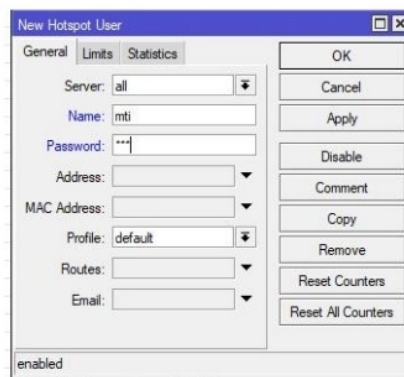 New Hotspot User
General Limits Statistics
Server: all
Name: mti
Password: ***
Address:
MAC Address:
Profile: default
Routes:
Email:
OK
Cancel
Apply
Disable
Comment
Copy
Remove
Reset Counters
Reset All Counters
enabled